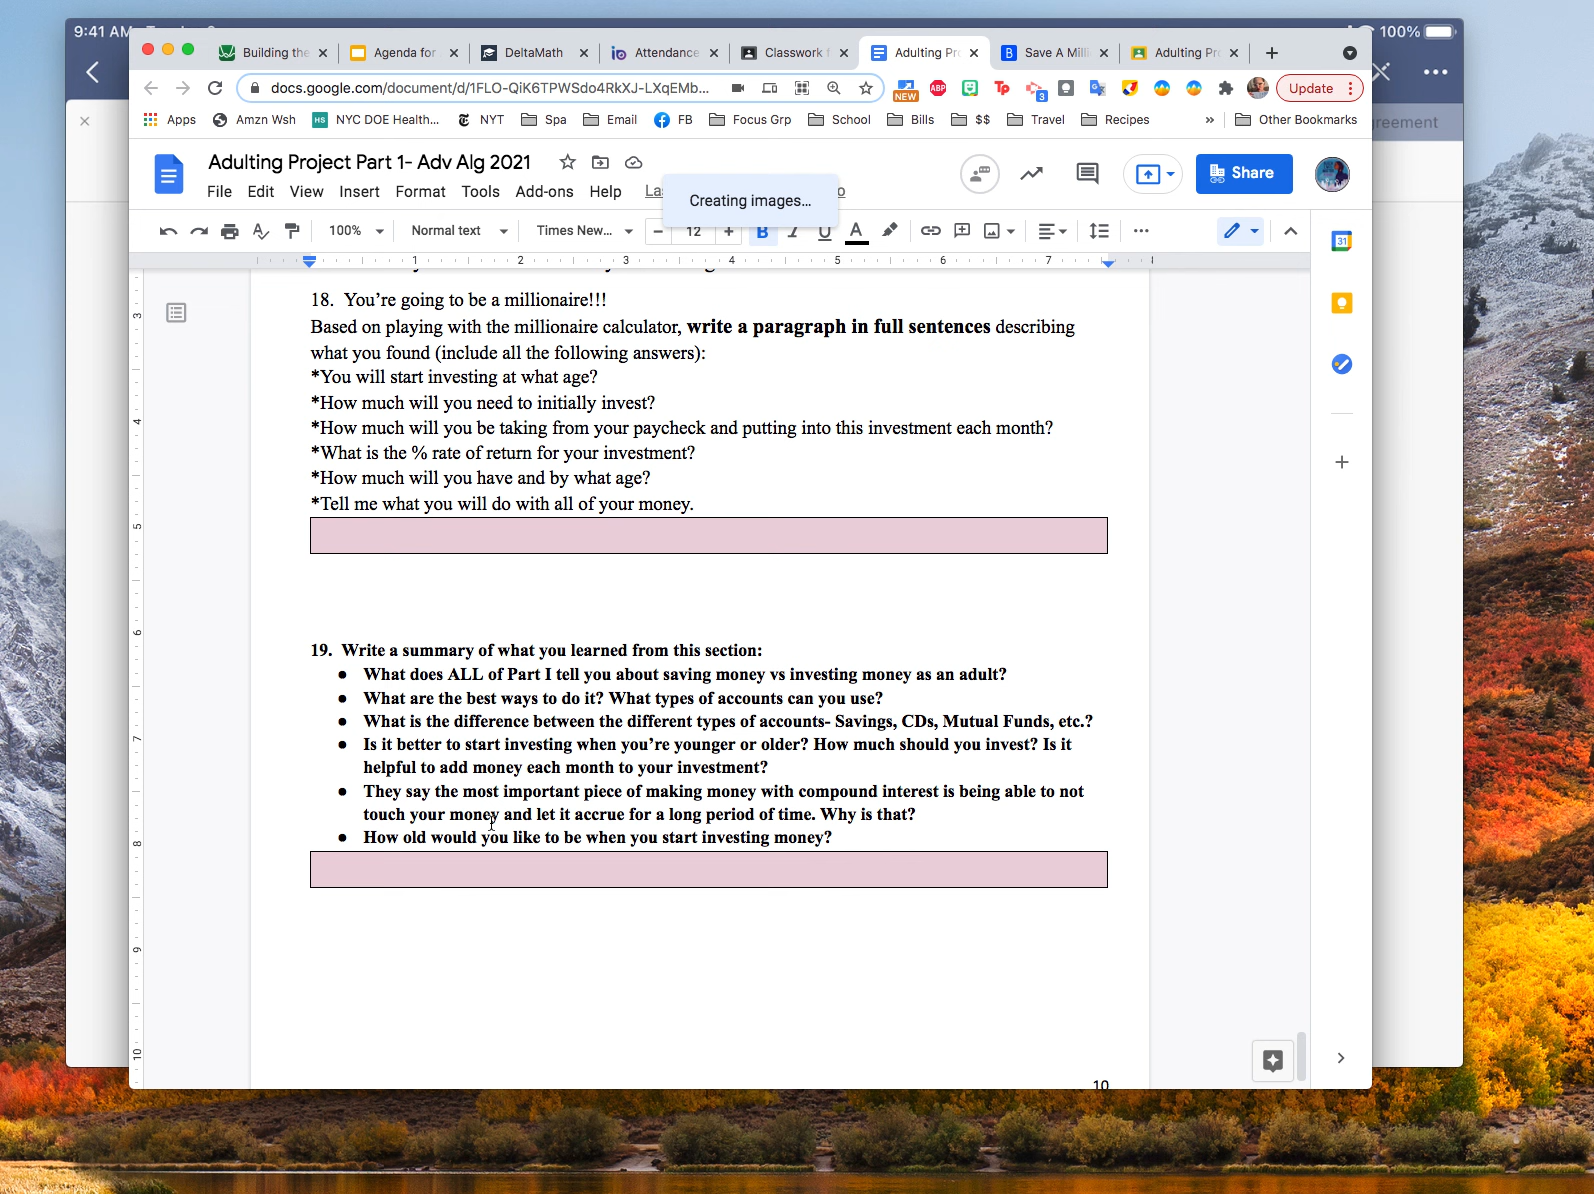 9:41 AM
100%
Building the
Agenda for
DeltaMath
Attendance
Classwork f
Adulting Pr
Save A Milli
Adulting Pr
docs.google.com/document/d/1FLO-QiK6TPWSdo4RkXJ-LXqEMb...
NEW
ABP
3
Update
Apps
Amzn Wsh
HS
NYC DOE Health...
NYT
Spa
Email
FB
Focus Grp
School
Bills
$$
Travel
Recipes
»
Other Bookmarks
reement
Adulting Project Part 1- Adv Alg 2021
Share
File Edit View Insert Format Tools Add-ons Help
Creating images...
100%
Normal text
Times New...
12
B I U A
31
1 2 3 4 5 6 7
18. You're going to be a millionaire!!!
Based on playing with the millionaire calculator, write a paragraph in full sentences describing
what you found (include all the following answers):
*You will start investing at what age?
*How much will you need to initially invest?
*How much will you be taking from your paycheck and putting into this investment each month?
*What is the % rate of return for your investment?
*How much will you have and by what age?
*Tell me what you will do with all of your money.
19. Write a summary of what you learned from this section:
● What does ALL of Part I tell you about saving money vs investing money as an adult?
● What are the best ways to do it? What types of accounts can you use?
● What is the difference between the different types of accounts- Savings, CDs, Mutual Funds, etc.?
● Is it better to start investing when you're younger or older? How much should you invest? Is it
helpful to add money each month to your investment?
● They say the most important piece of making money with compound interest is being able to not
touch your money and let it accrue for a long period of time. Why is that?
● How old would you like to be when you start investing money?
10